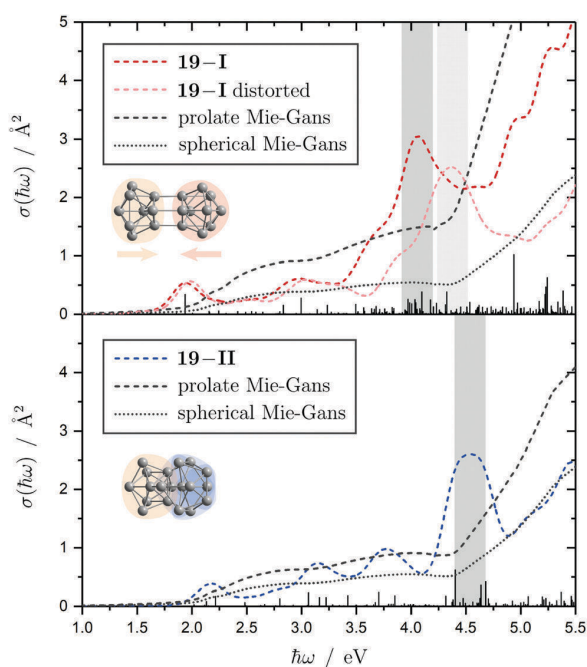 5
4
3
2
1
0
σ(ħω) / Å²
19−I
19−I distorted
prolate Mie-Gans
spherical Mie-Gans
5
4
3
2
1
0
σ(ħω) / Å²
19−II
prolate Mie-Gans
spherical Mie-Gans
1.0 1.5 2.0 2.5 3.0 3.5 4.0 4.5 5.0 5.5
ħω / eV